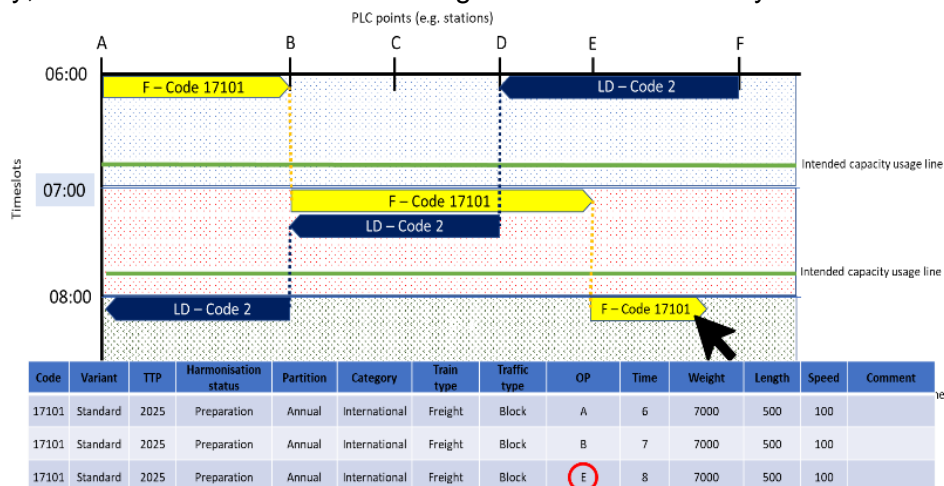 PLC points (e.g. stations)
A B C D E F
06:00
F – Code 17101 LD – Code 2
Intended capacity usage line
Timeslots
07:00
F – Code 17101
LD – Code 2
Intended capacity usage line
08:00
LD – Code 2 F – Code 17101
Code Variant TTP Harmonisation status Partition Category Train type Traffic type OP Time Weight Length Speed Comment
17101 Standard 2025 Preparation Annual International Freight Block A 6 7000 500 100
17101 Standard 2025 Preparation Annual International Freight Block B 7 7000 500 100
17101 Standard 2025 Preparation Annual International Freight Block E 8 7000 500 100